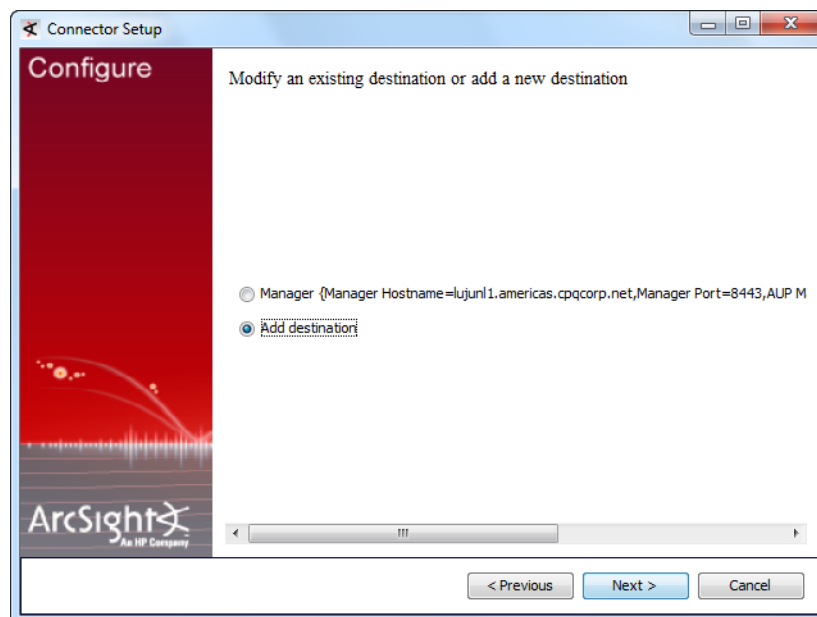 Connector Setup
Configure
Modify an existing destination or add a new destination
Manager {Manager Hostname=lujunl1.americas.cpqcorp.net,Manager Port=8443,AUP M
Add destination
ArcSight
An HP Company
< Previous
Next >
Cancel